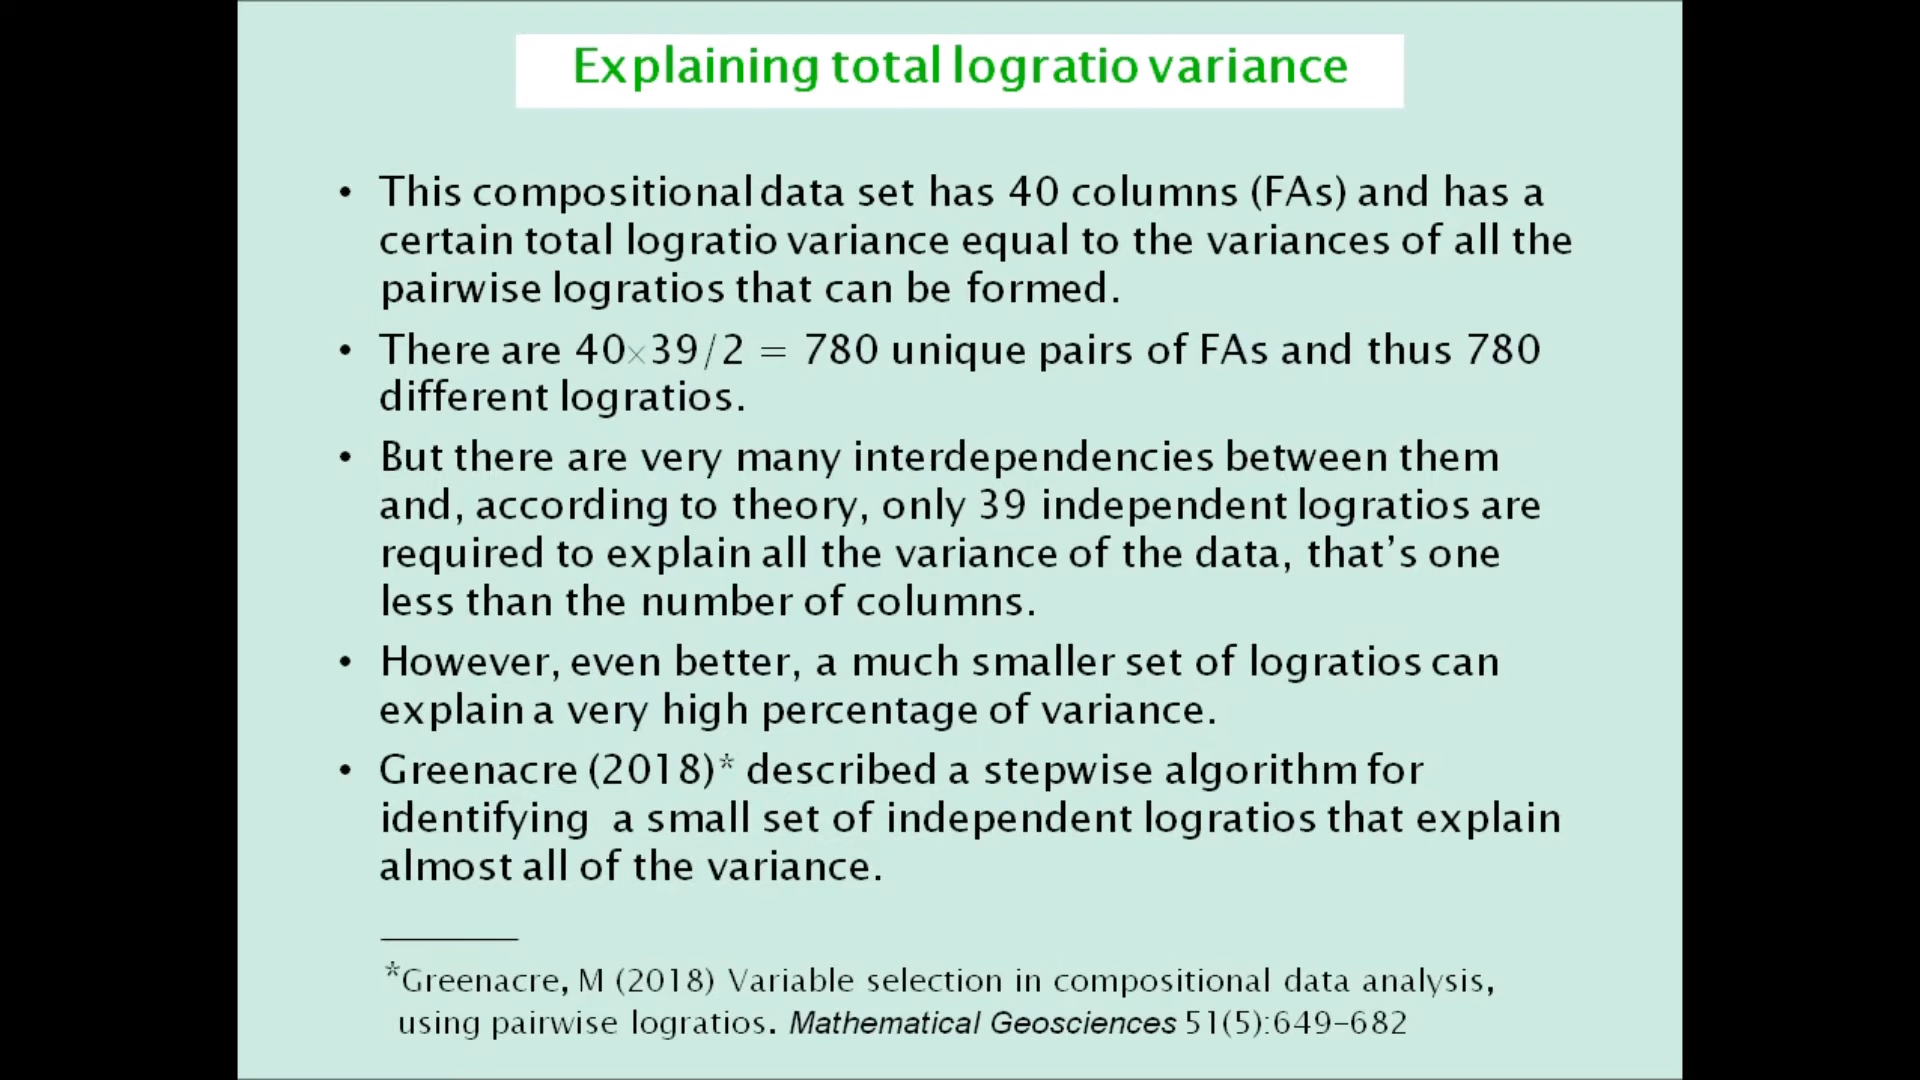 Explaining total logratio variance
• This compositional data set has 40 columns (FAs) and has a
certain total logratio variance equal to the variances of all the
pairwise logratios that can be formed.
• There are 40×39/2 = 780 unique pairs of FAs and thus 780
different logratios.
• But there are very many interdependencies between them
and, according to theory, only 39 independent logratios are
required to explain all the variance of the data, that's one
less than the number of columns.
• However, even better, a much smaller set of logratios can
explain a very high percentage of variance.
• Greenacre (2018)* described a stepwise algorithm for
identifying a small set of independent logratios that explain
almost all of the variance.
*Greenacre, M (2018) Variable selection in compositional data analysis,
using pairwise logratios. Mathematical Geosciences 51(5):649–682